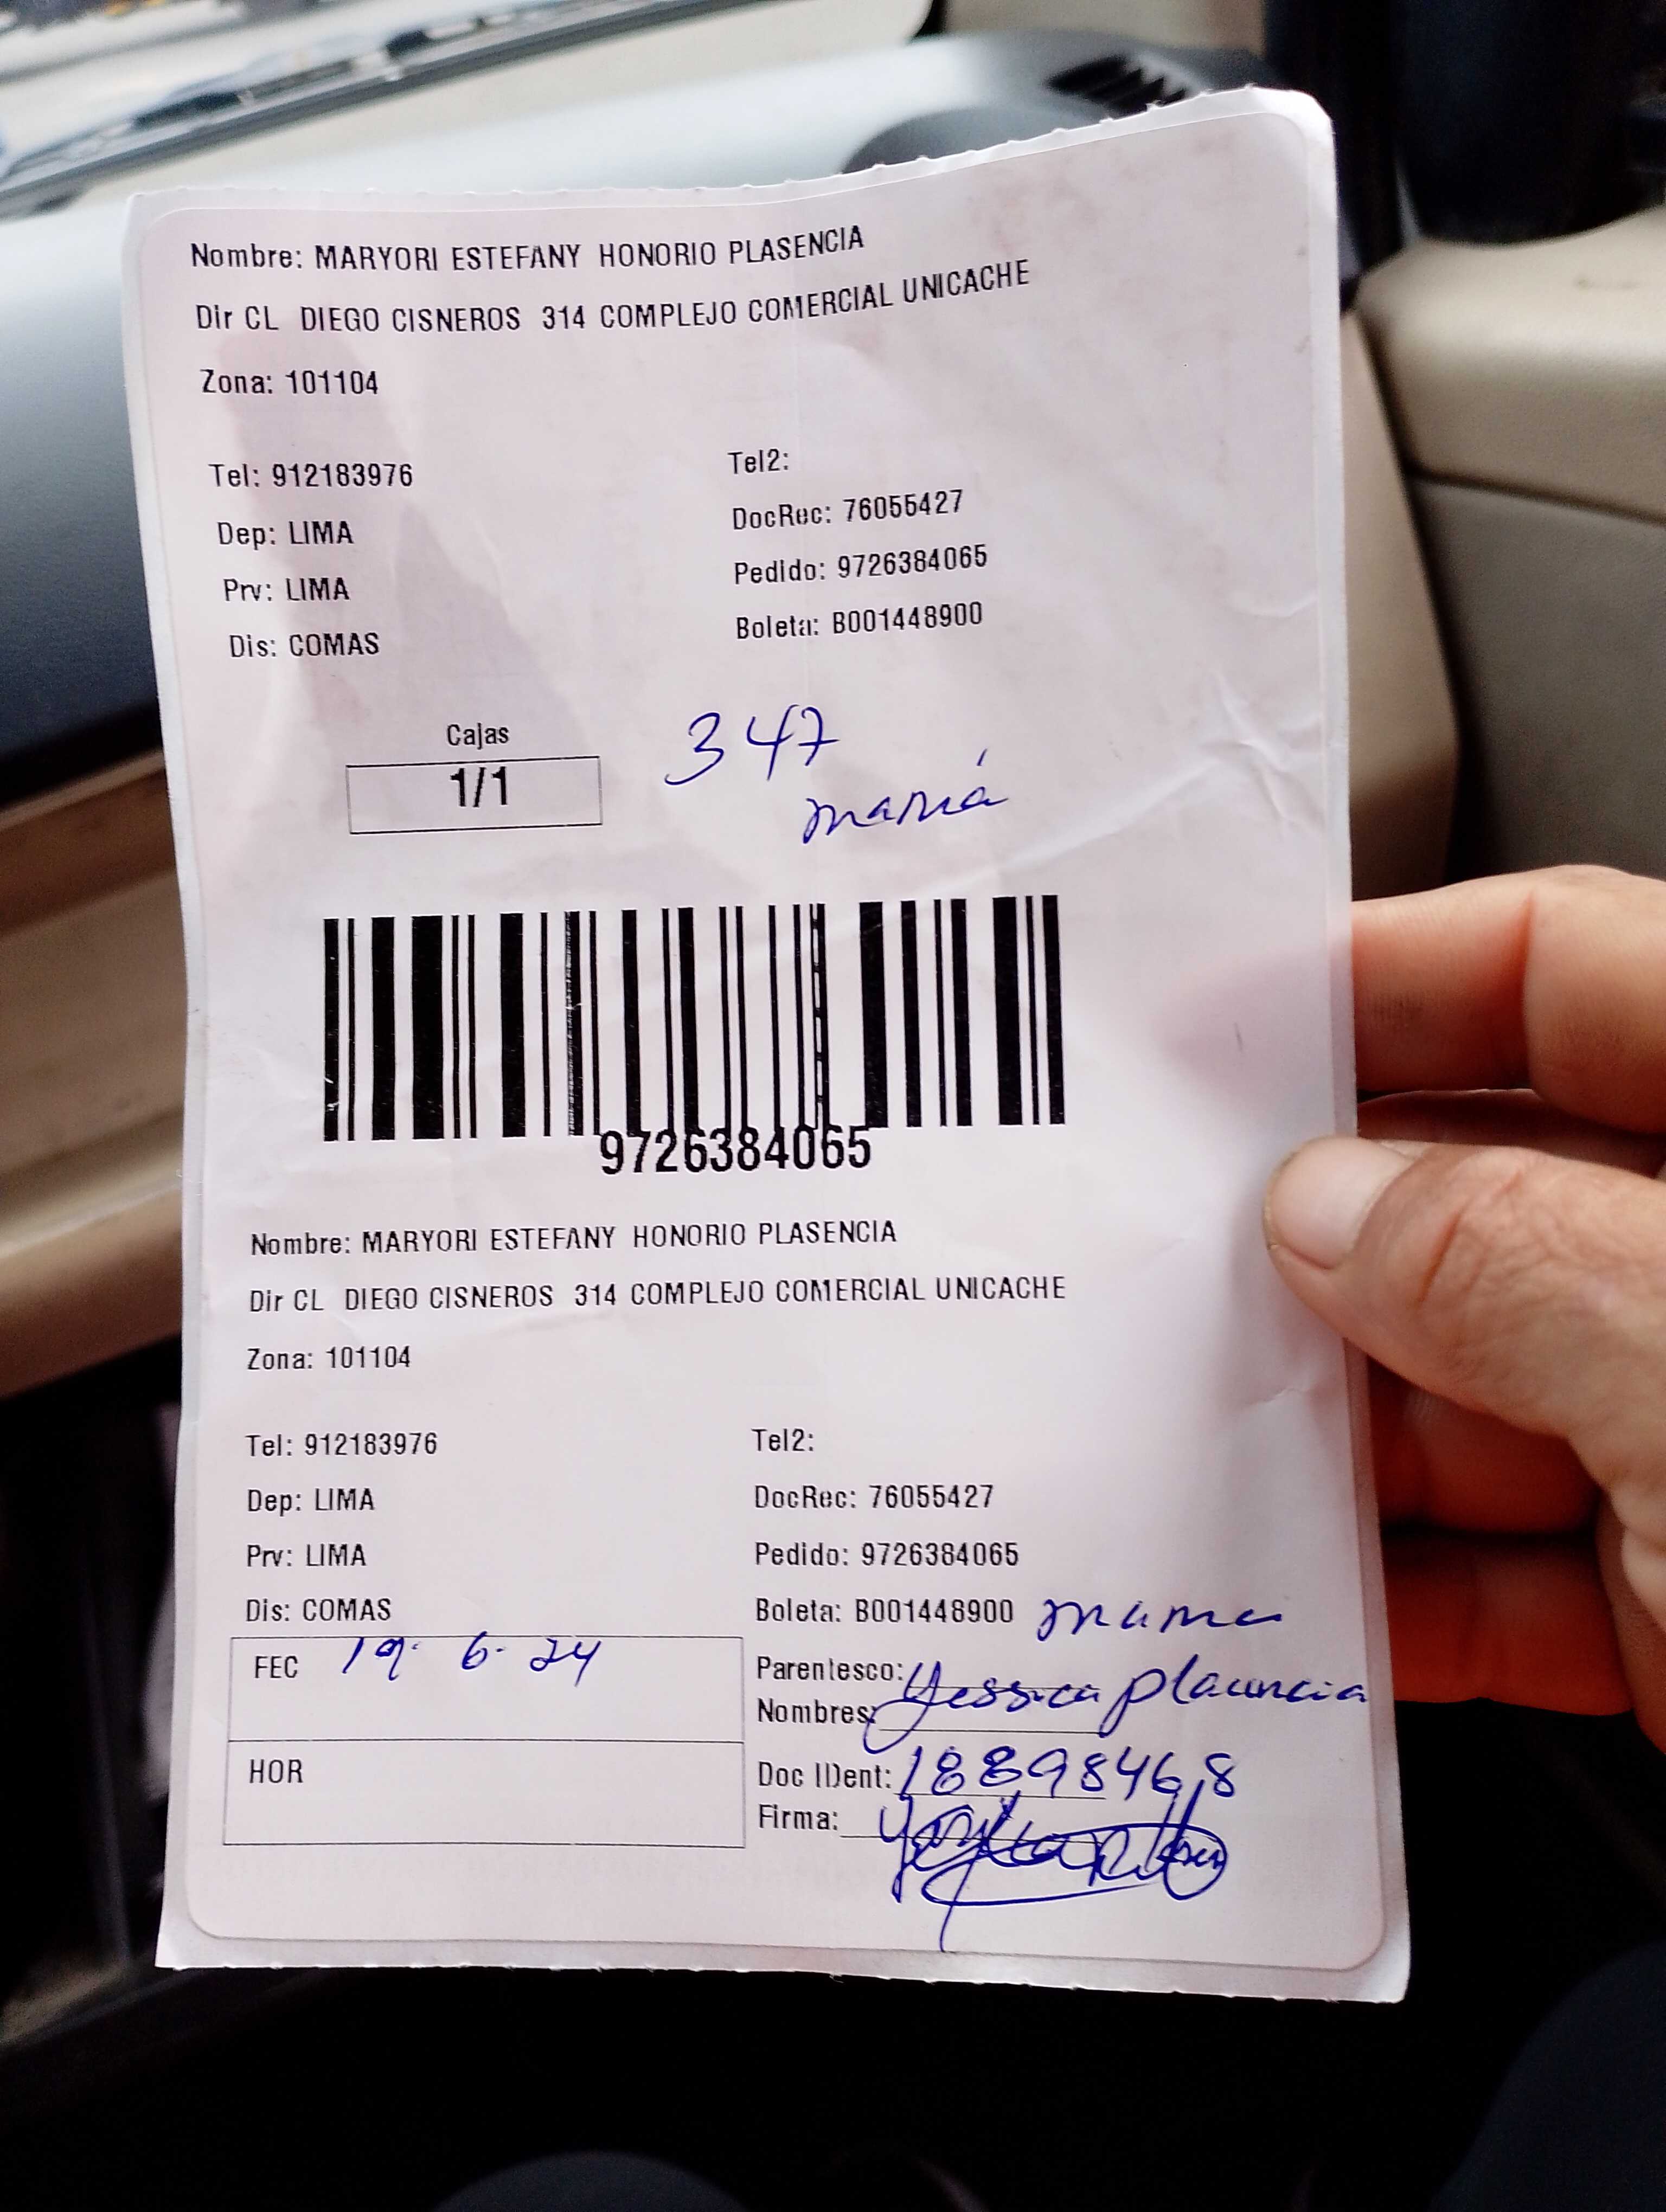 Nombre: MARYORI ESTEFANY HONORIO PLASENCIA
Dir CL DIEGO CISNEROS 314 COMPLEJO COMERCIAL UNICACHE
Zona: 101104
Tel: 912183976 Tel2:
DocRec: 76055427
Dep: LIMA
Pedido: 9726384065
Prv: LIMA
Boleta: B001448900
Dis: COMAS
347
Cajas
1/1
maría
9726384065
Nombre: MARYORI ESTEFANY HONORIO PLASENCIA
Dir CL DIEGO CISNEROS 314 COMPLEJO COMERCIAL UNICACHE
Zona: 101104
Tel: 912183976 Tel2:
Dep: LIMA DocRec: 76055427
Prv: LIMA Pedido: 9726384065
Dis: COMAS Boleta: B001448900 mama
FEC 19. 6. 24
Parentesco:
Nombres: Yessica placencia
HOR
Doc IDent: 18898468
Firma: